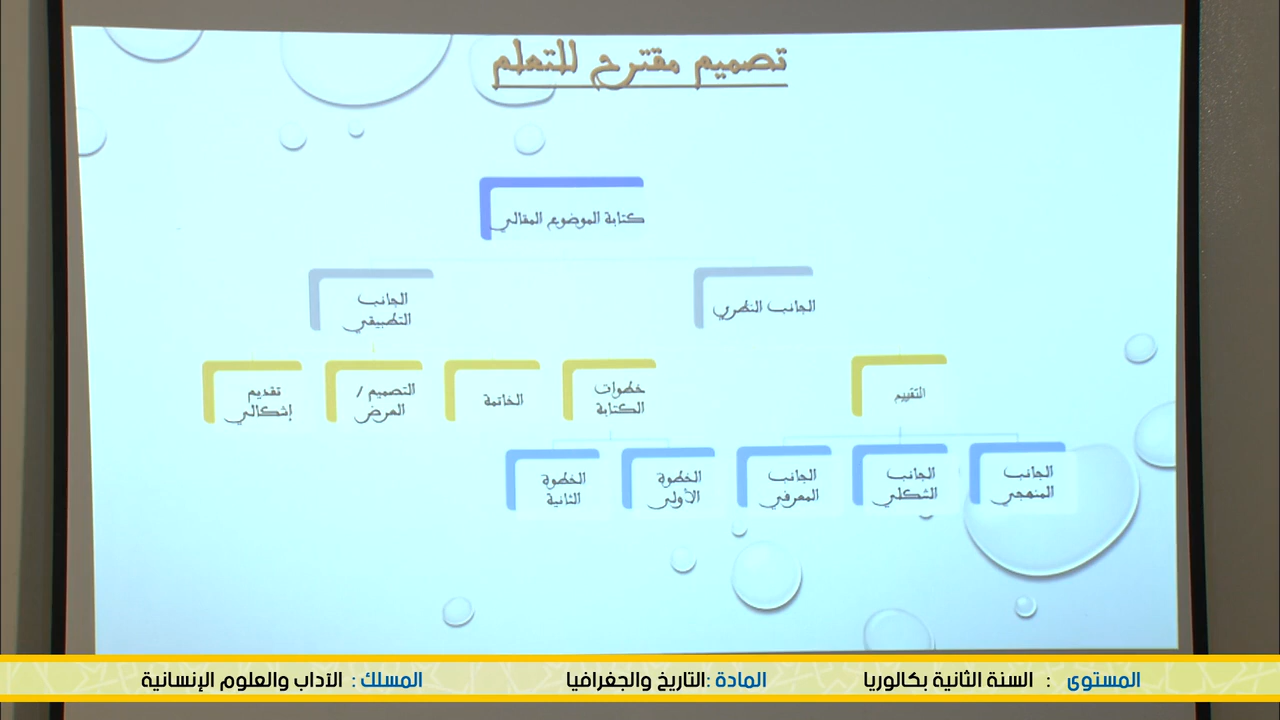 تصميم مقترح للتعلم
كتابة الموضوع المقالي
الجانب النظري
الجانب
التطبيقي
التقييم
خطوات
الكتابة
الخاتمة
التصميم /
العرض
تقديم
إشكالي
الجانب
المنهجي
الجانب
الشكلي
الجانب
المعرفي
الخطوة
الأولى
الخطوة
الثانية
المستوى : السنة الثانية بكالوريا
المادة :التاريخ والجغرافيا
المسلك : الآداب والعلوم الإنسانية